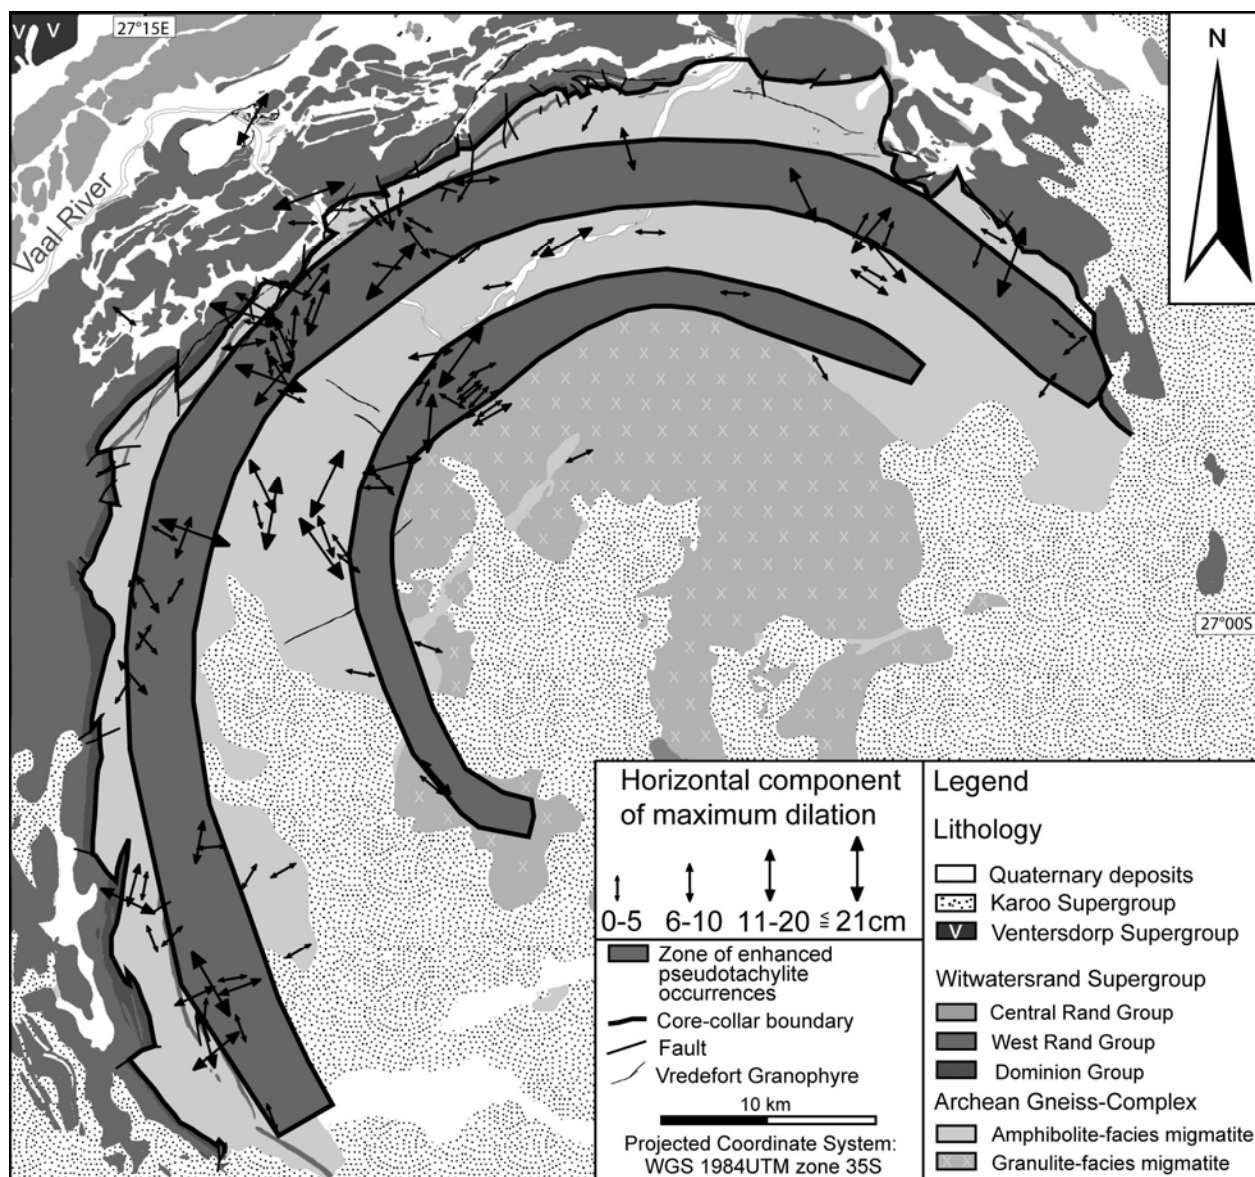 V V
27°15E
N
Vaal River
27°00S
Horizontal component
of maximum dilation
0-5 6-10 11-20 ≦ 21cm
Zone of enhanced
pseudotachylite
occurrences
Core-collar boundary
Fault
Vredefort Granophyre
10 km
Projected Coordinate System:
WGS 1984UTM zone 35S
Legend
Lithology
Quaternary deposits
Karoo Supergroup
V Ventersdorp Supergroup
Witwatersrand Supergroup
Central Rand Group
West Rand Group
Dominion Group
Archean Gneiss-Complex
Amphibolite-facies migmatite
x x Granulite-facies migmatite